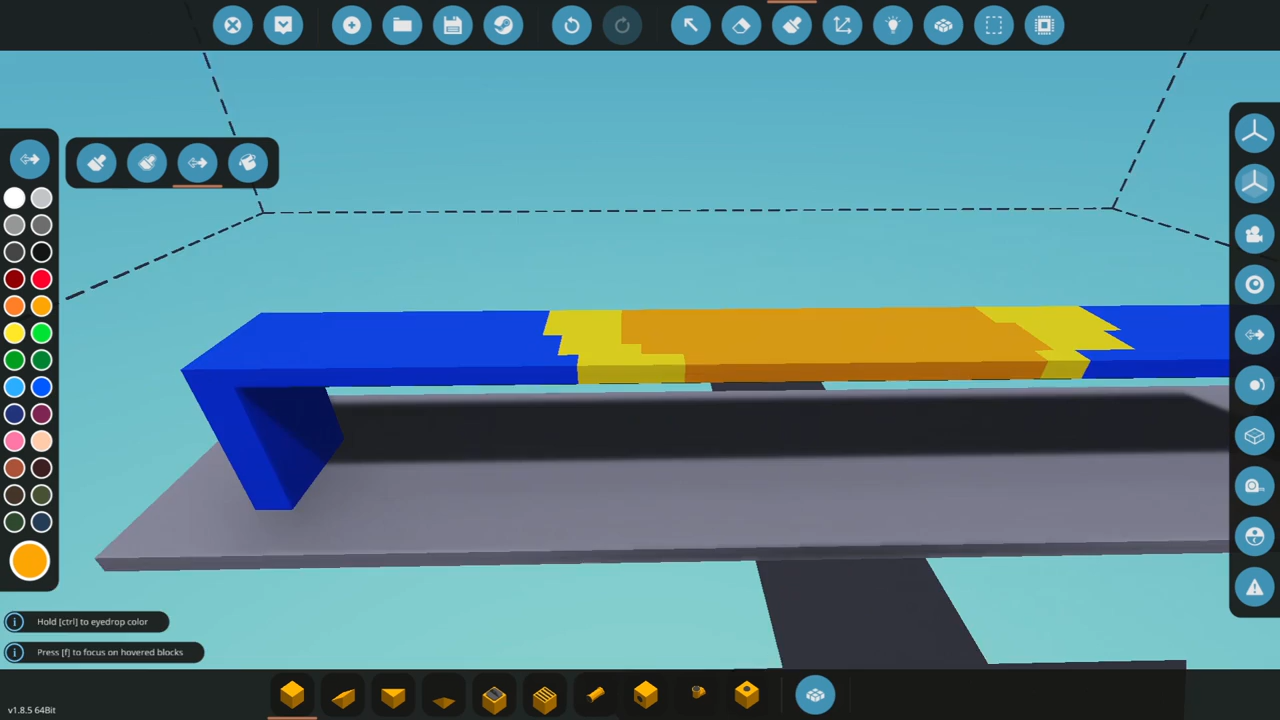 Hold [ctrl] to eyedrop color
Press [f] to focus on hovered blocks
v1.8.5 64Bit